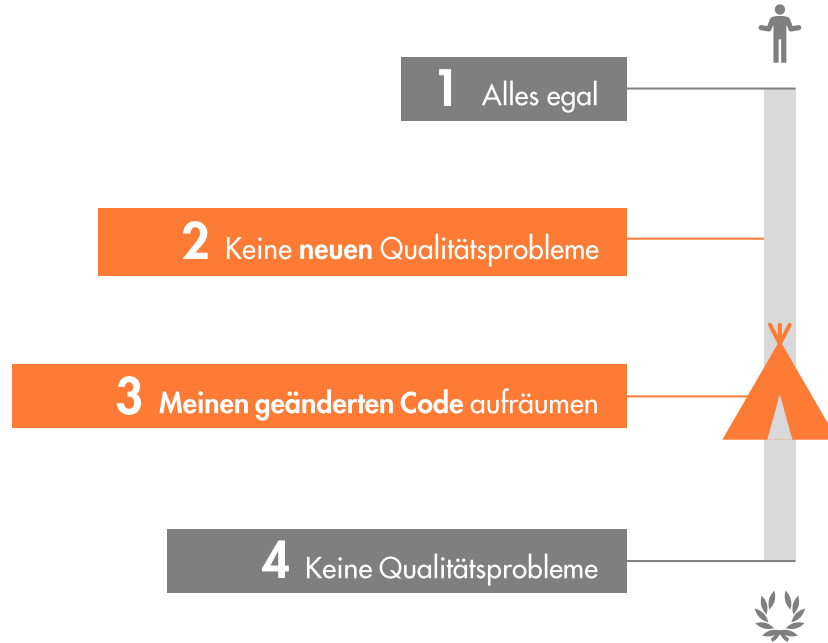 1 Alles egal
2 Keine neuen Qualitätsprobleme
3 Meinen geänderten Code aufräumen
4 Keine Qualitätsprobleme